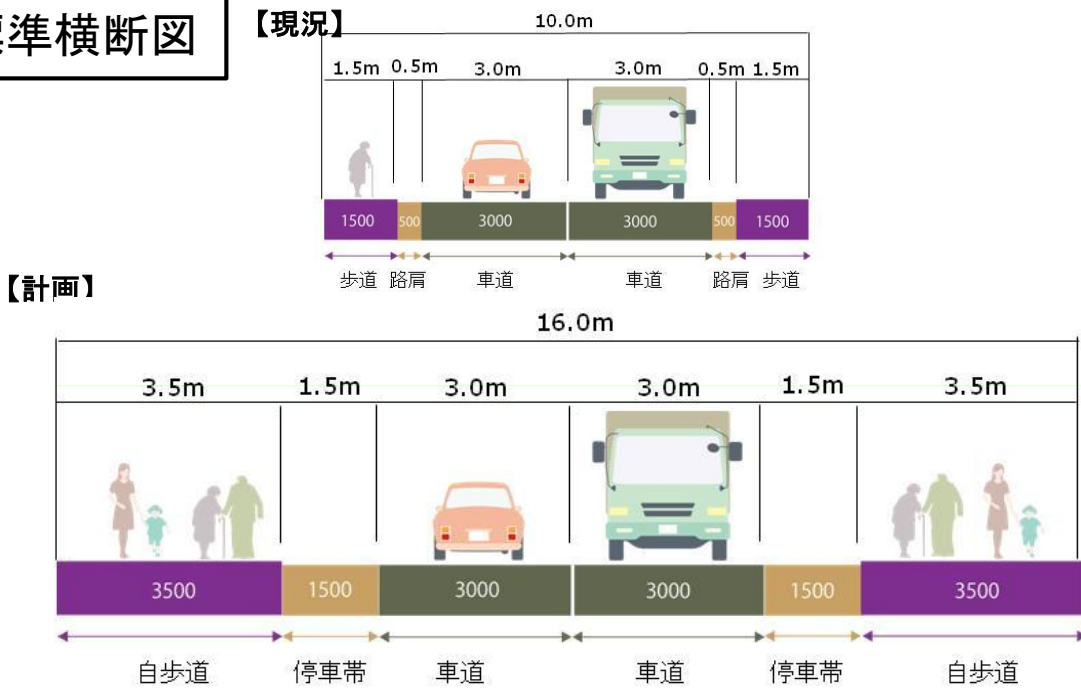 準横断図
【現況】
10.0m
1.5m 0.5m 3.0m 3.0m 0.5m 1.5m
1500 500 3000 3000 500 1500
歩道 路肩 車道 車道 路肩 歩道
【計画】
16.0m
3.5m 1.5m 3.0m 3.0m 1.5m 3.5m
3500 1500 3000 3000 1500 3500
自歩道 停車帯 車道 車道 停車帯 自歩道